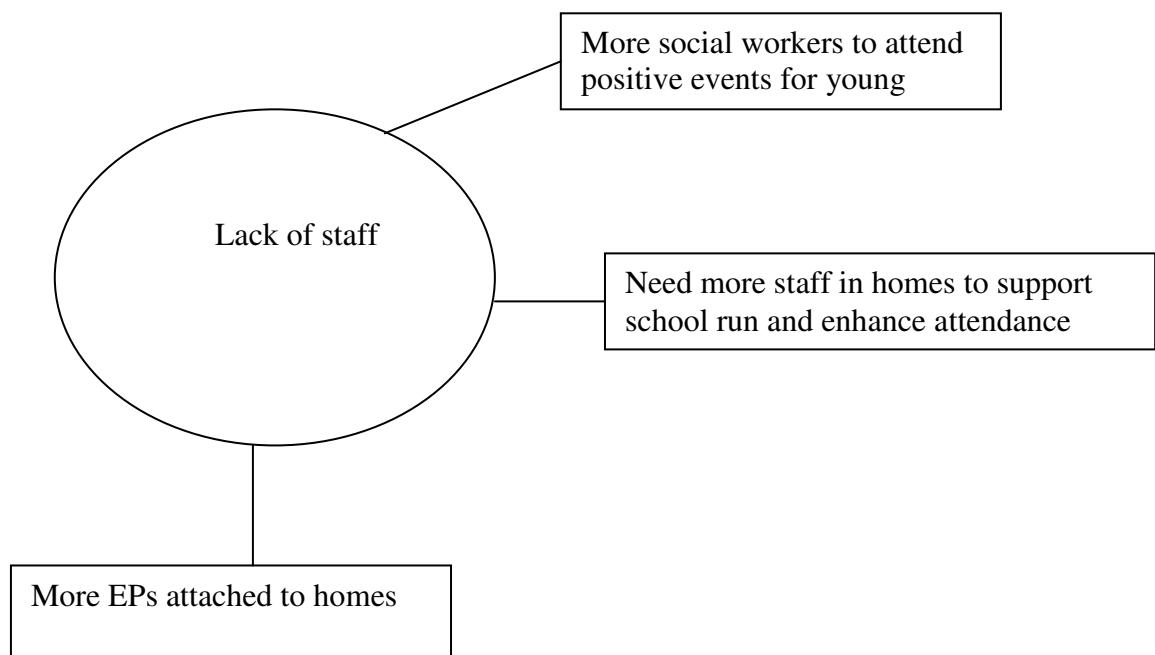 More social workers to attend
positive events for young
Lack of staff
Need more staff in homes to support
school run and enhance attendance
More EPs attached to homes